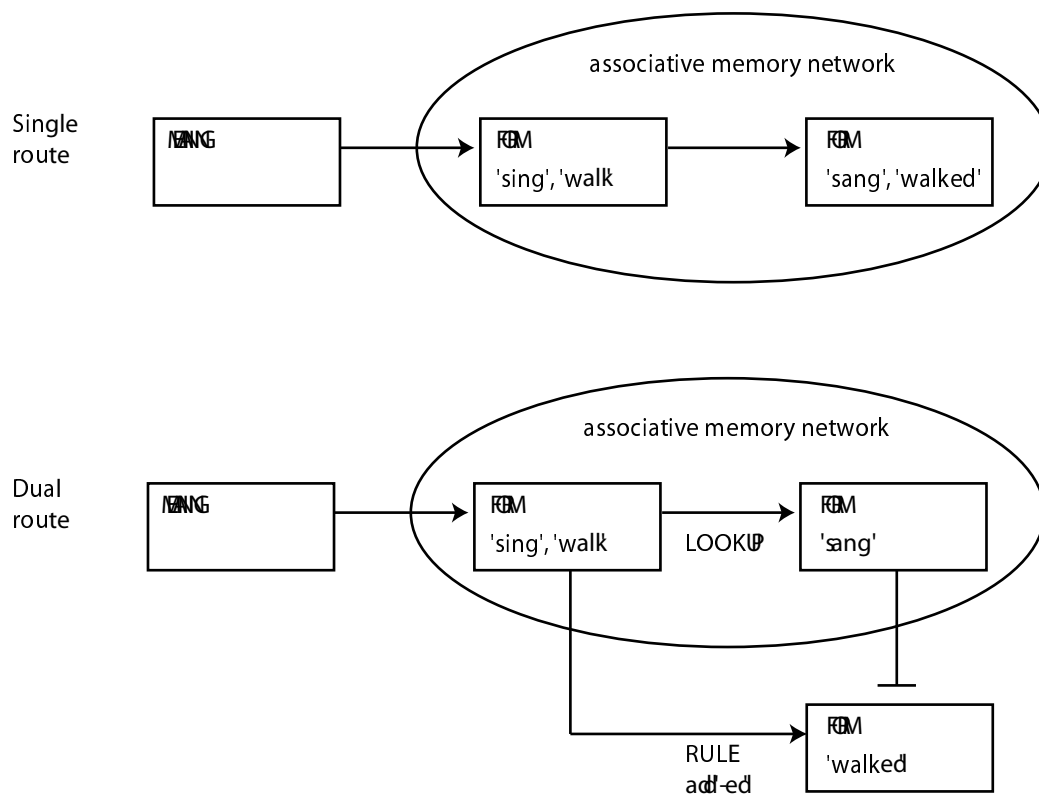 associative memory network
Single
route
MEANING
FORM
'sing', 'walk'
FORM
'sang', 'walked'
associative memory network
Dual
route
MEANING
FORM
'sing', 'walk'
LOOKUP
FORM
'sang'
RULE
add '-ed'
FORM
'walked'